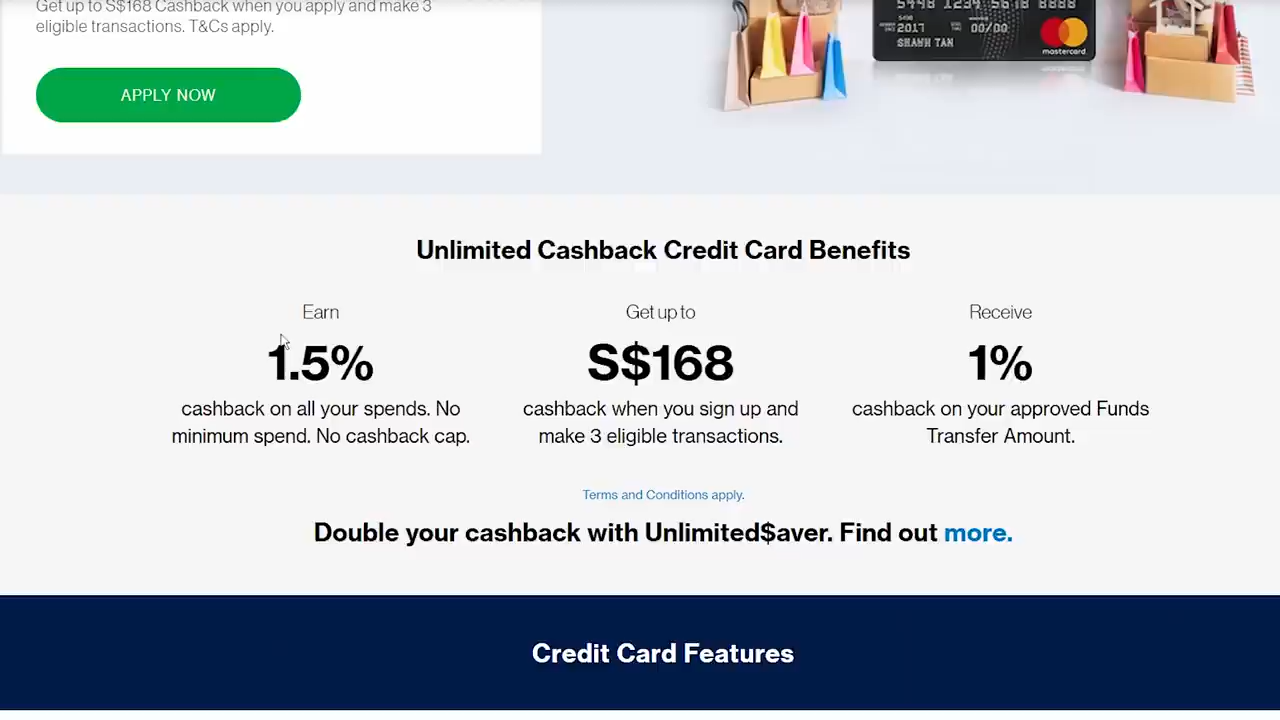 Get up to S$168 Cashback when you apply and make 3
eligible transactions. T&Cs apply.
APPLY NOW
5412 1234 5678 8888
2017
00/00
SHAWN TAN
mastercard
Unlimited Cashback Credit Card Benefits
Earn
1.5%
cashback on all your spends. No
minimum spend. No cashback cap.
Get up to
S$168
cashback when you sign up and
make 3 eligible transactions.
Receive
1%
cashback on your approved Funds
Transfer Amount.
Terms and Conditions apply.
Double your cashback with Unlimited$aver. Find out more.
Credit Card Features